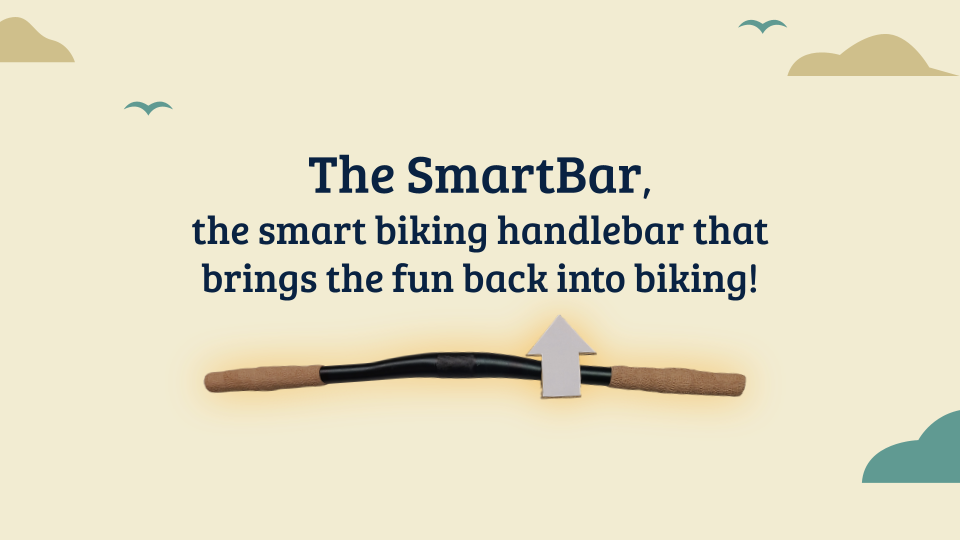 The SmartBar,
the smart biking handlebar that
brings the fun back into biking!